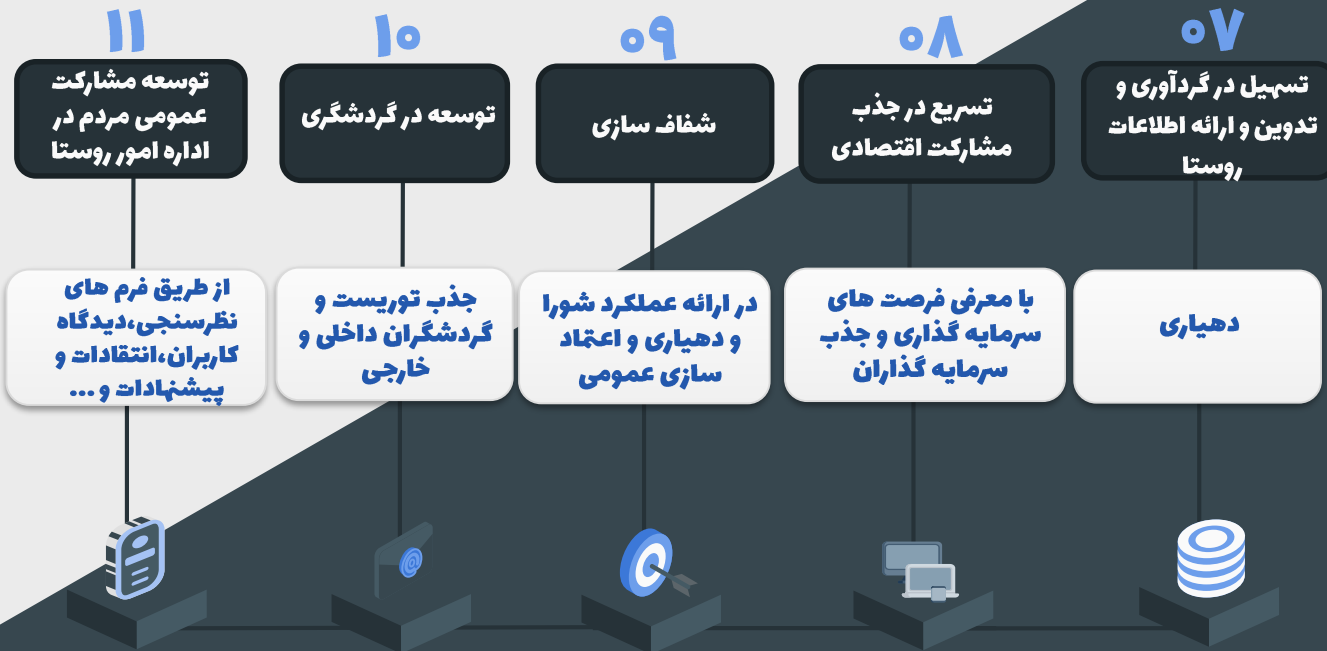 ۰۷
تسهیل در گردآوری و
تدوین و ارائه اطلاعات
روستا
دهیاری
۰۸
تسریع در جذب
مشارکت اقتصادی
با معرفی فرصت های
سرمایه گذاری و جذب
سرمایه گذاران
۰۹
شفاف سازی
در ارائه عملکرد شورا
و دهیاری و اعتماد
سازی عمومی
۱۰
توسعه در گردشگری
جذب توریست و
گردشگران داخلی و
خارجی
۱۱
توسعه مشارکت
عمومی مردم در
اداره امور روستا
از طریق فرم های
نظرسنجی،دیدگاه
کاربران،انتقادات و
پیشنهادات و ...
@